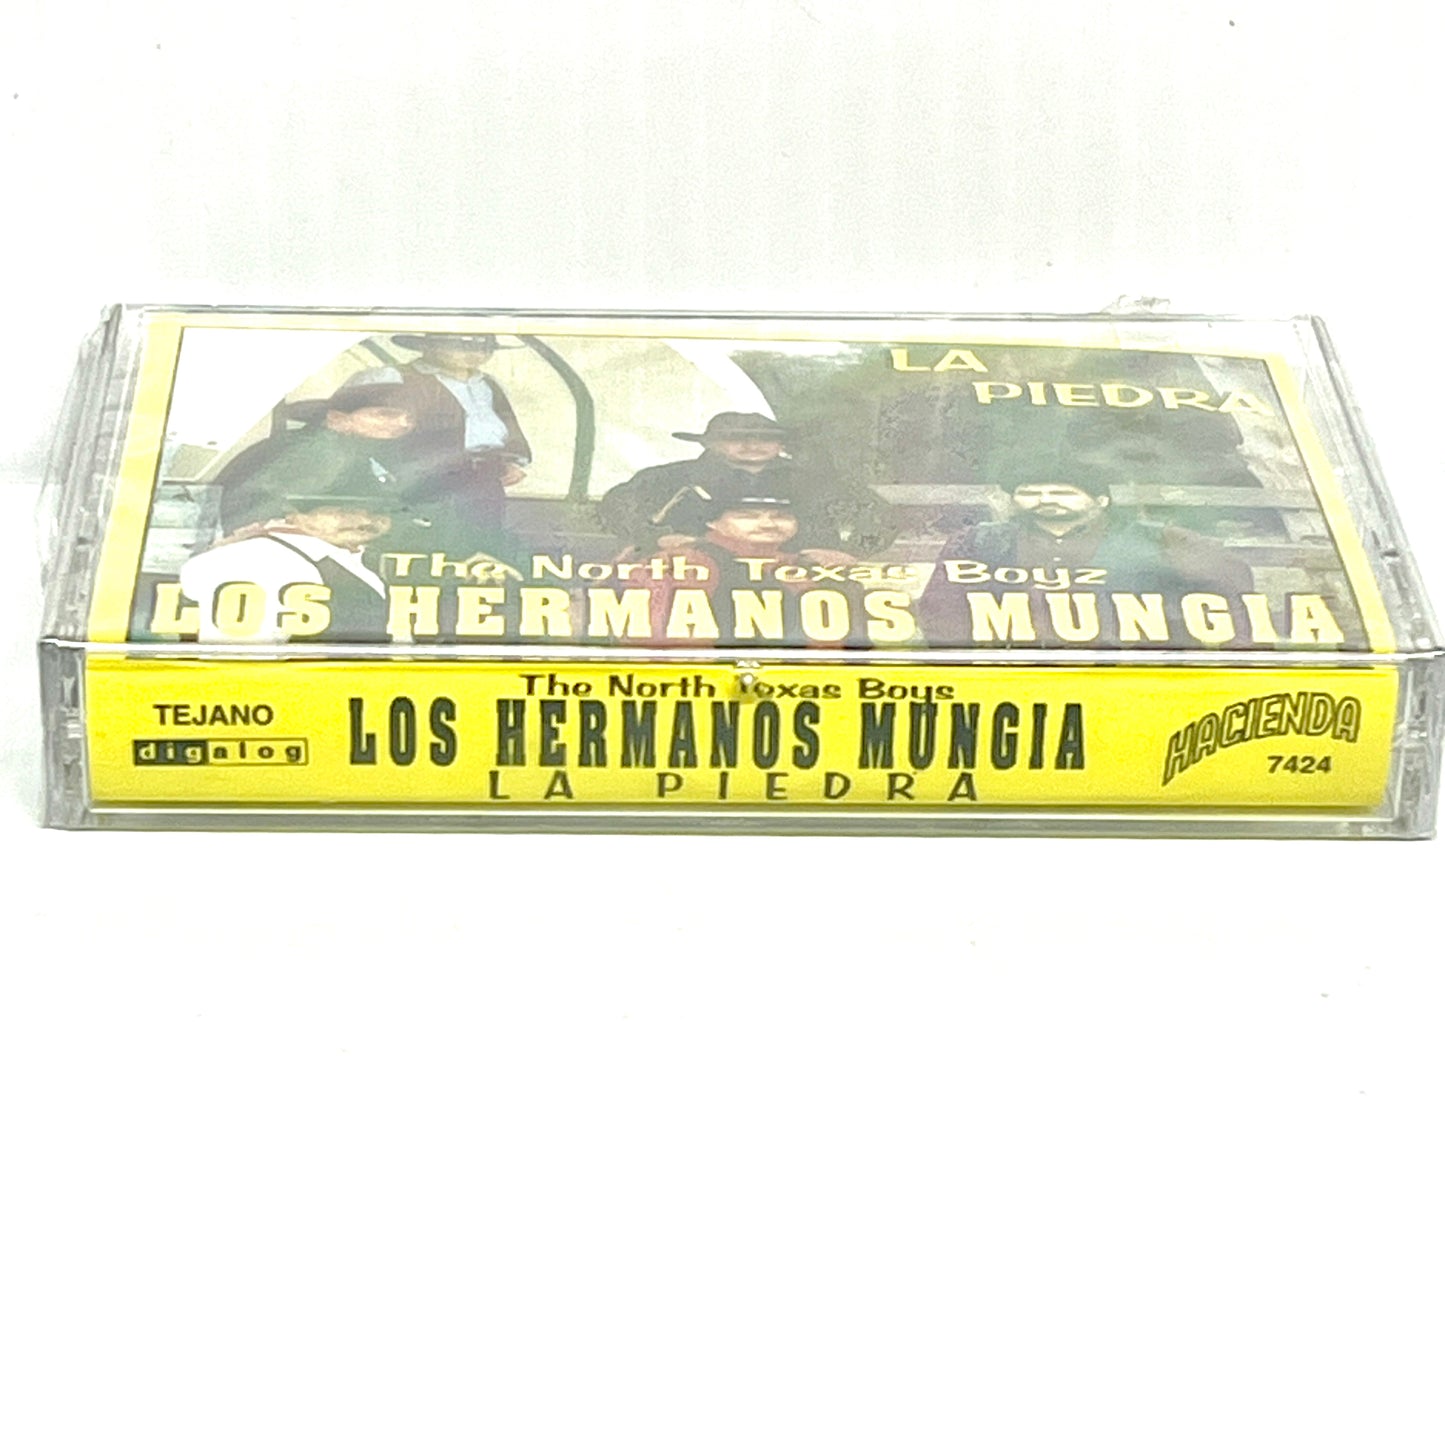 LA
PIEDRA
The North Texas Boyz
LOS HERMANOS MUNGIA
The North Texas Boys
TEJANO
digalog
LOS HERMANOS MUNGIA
LA PIEDRA
HACIENDA
7424